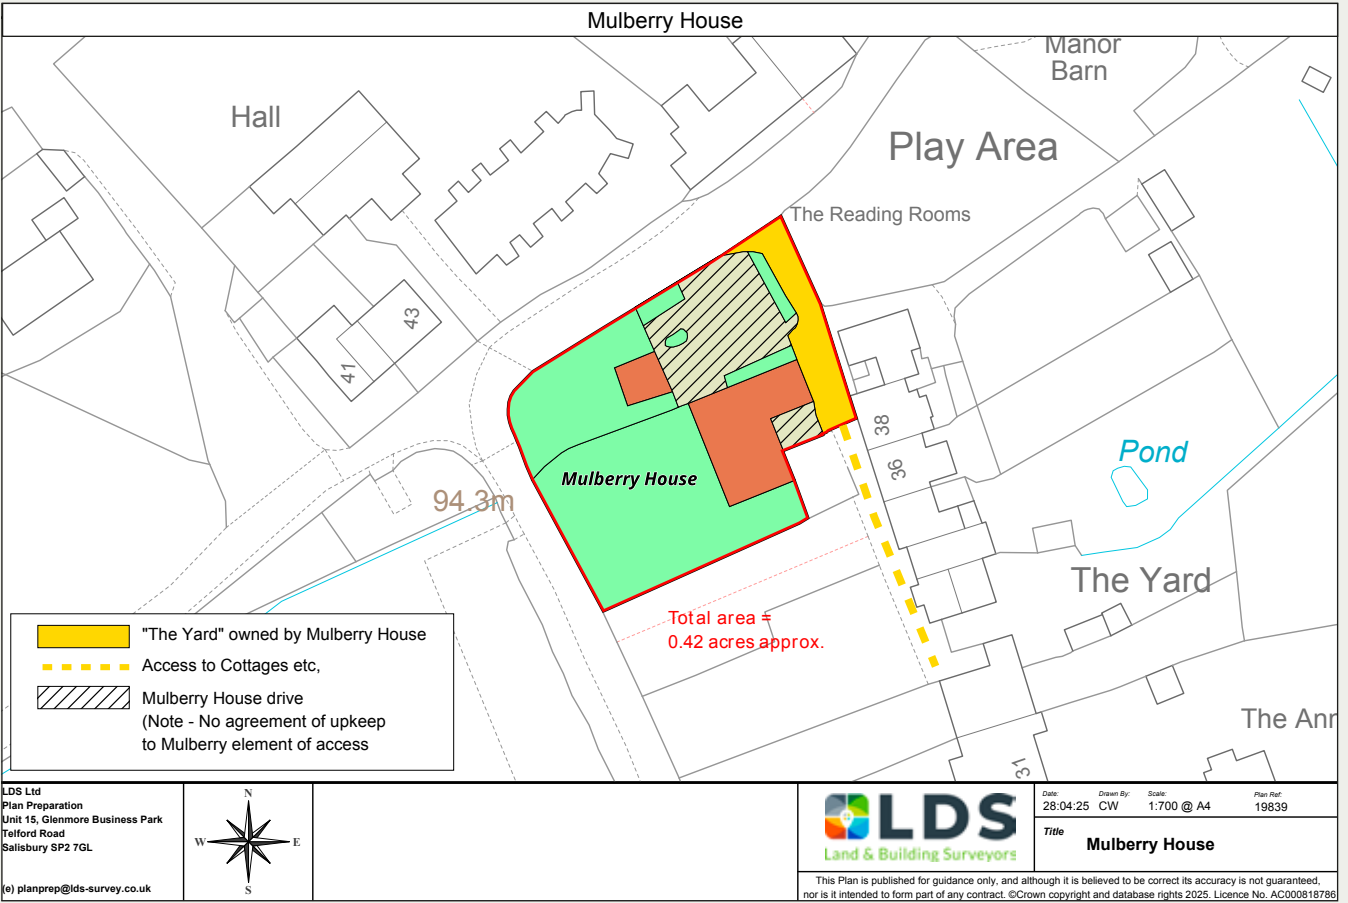 Mulberry House
Manor
Barn
Hall
Play Area
The Reading Rooms
43
41
38
36
Pond
Mulberry House
94.3m
The Yard
Total area =
0.42 acres approx.
"The Yard" owned by Mulberry House
Access to Cottages etc,
Mulberry House drive
(Note - No agreement of upkeep
to Mulberry element of access
The Ann
31
LDS Ltd
Plan Preparation
Unit 15, Glenmore Business Park
Telford Road
Salisbury SP2 7GL
(e) planprep@lds-survey.co.uk
N
W
E
S
LDS
Land & Building Surveyors
Date: Drawn By: Scale: Plan Ref:
28:04:25 CW 1:700 @ A4 19839
Title
Mulberry House
This Plan is published for guidance only, and although it is believed to be correct its accuracy is not guaranteed,
nor is it intended to form part of any contract. ©Crown copyright and database rights 2025. Licence No. AC000818786